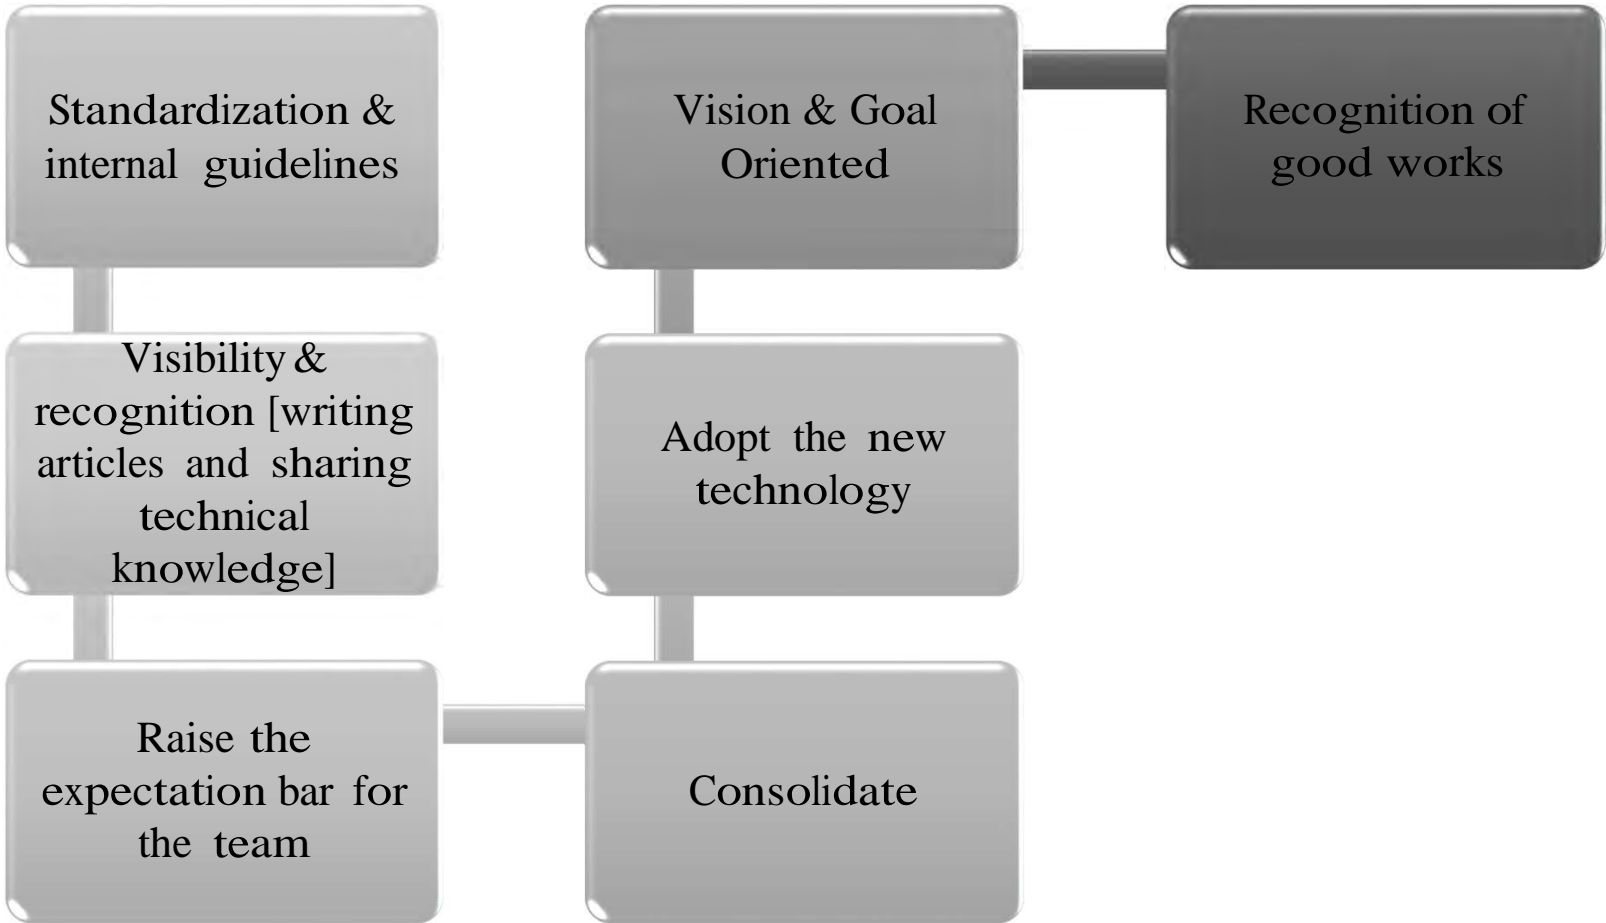 Standardization &
internal guidelines
Visibility &
recognition [writing
articles and sharing
technical
knowledge]
Raise the
expectation bar for
the team
Consolidate
Adopt the new
technology
Vision & Goal
Oriented
Recognition of
good works